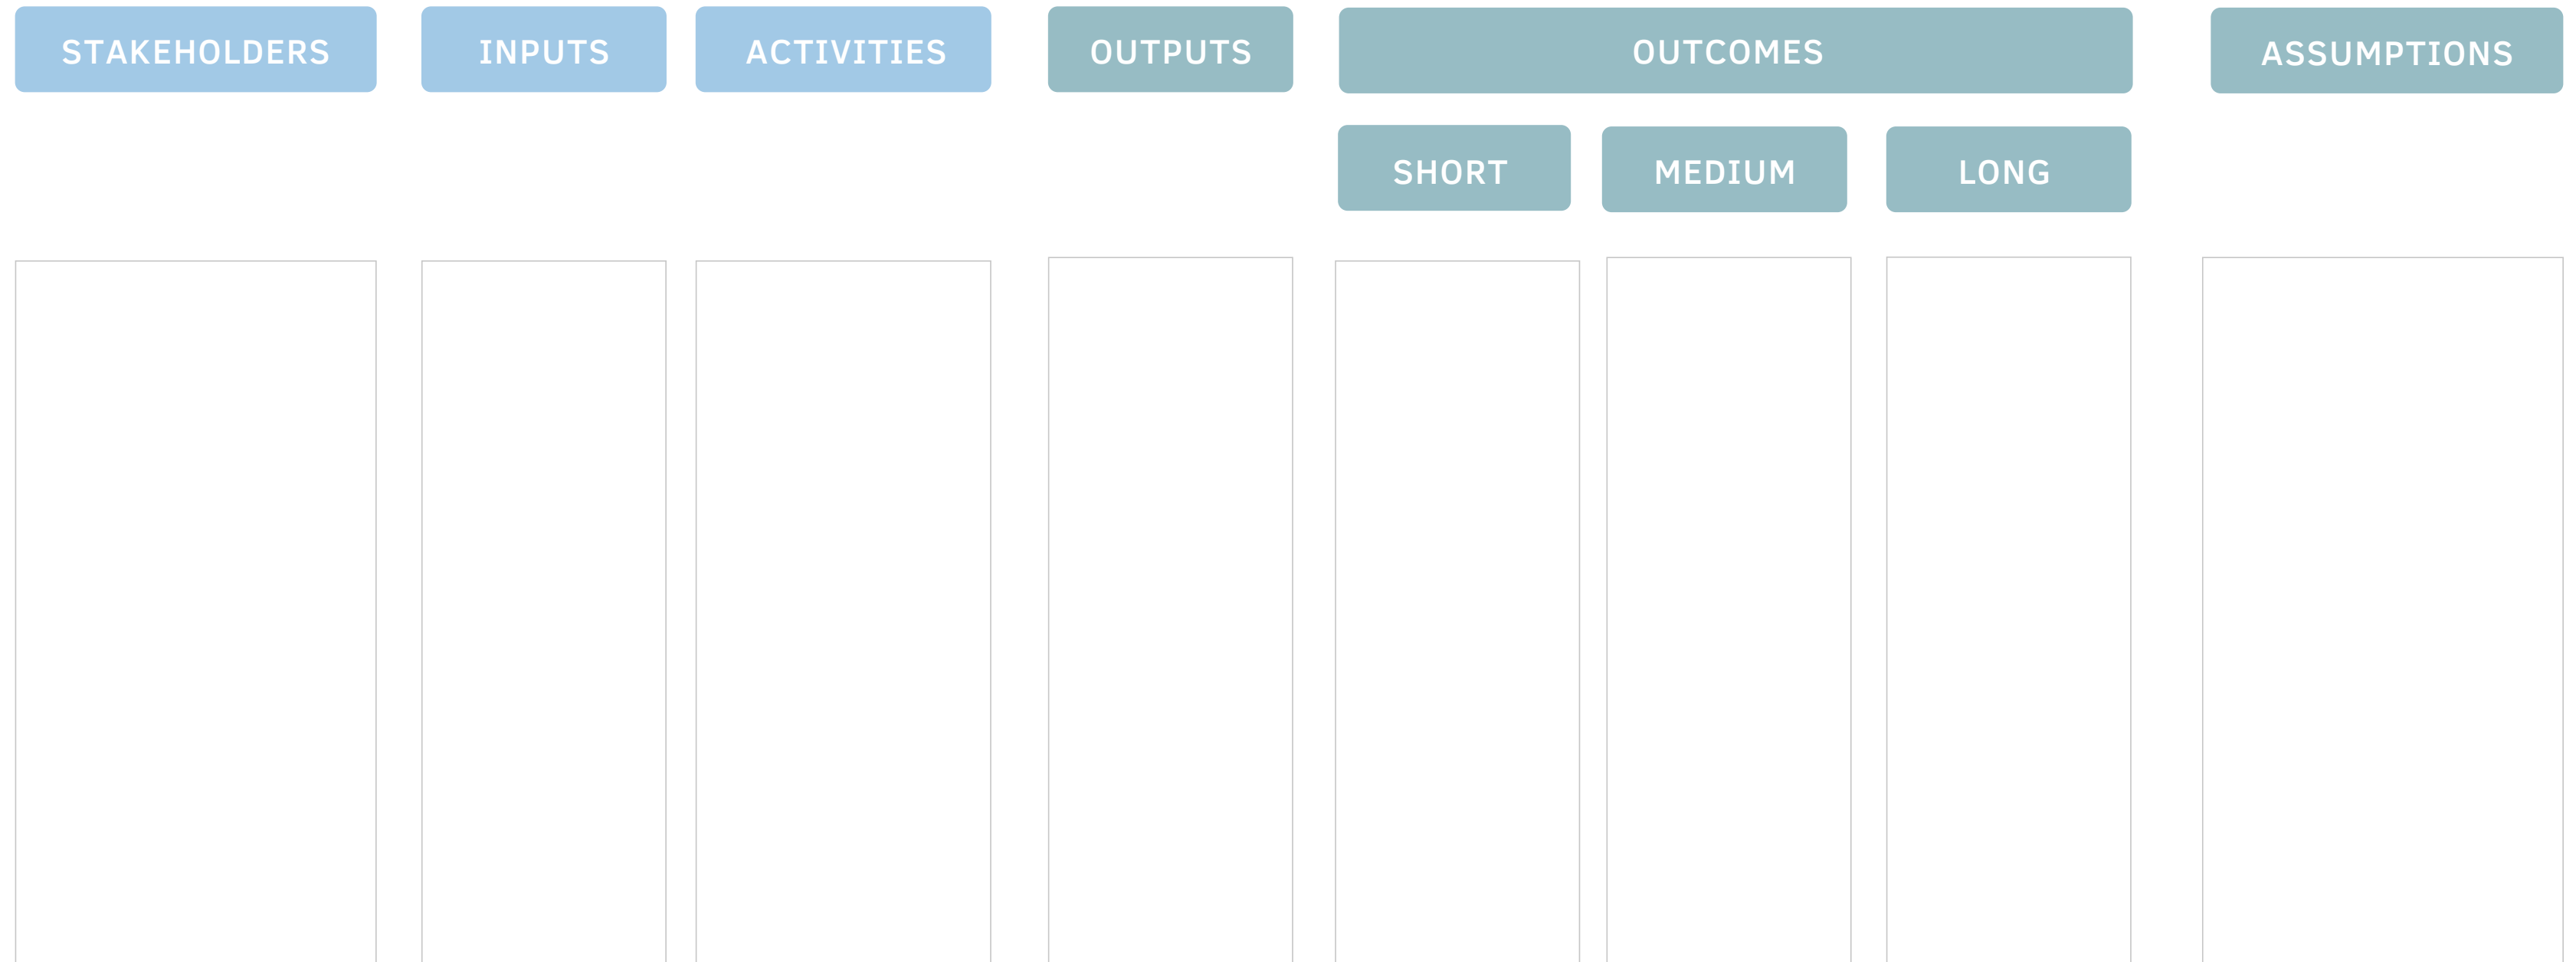 STAKEHOLDERS
INPUTS
ACTIVITIES
OUTPUTS
OUTCOMES
ASSUMPTIONS
SHORT
MEDIUM
LONG